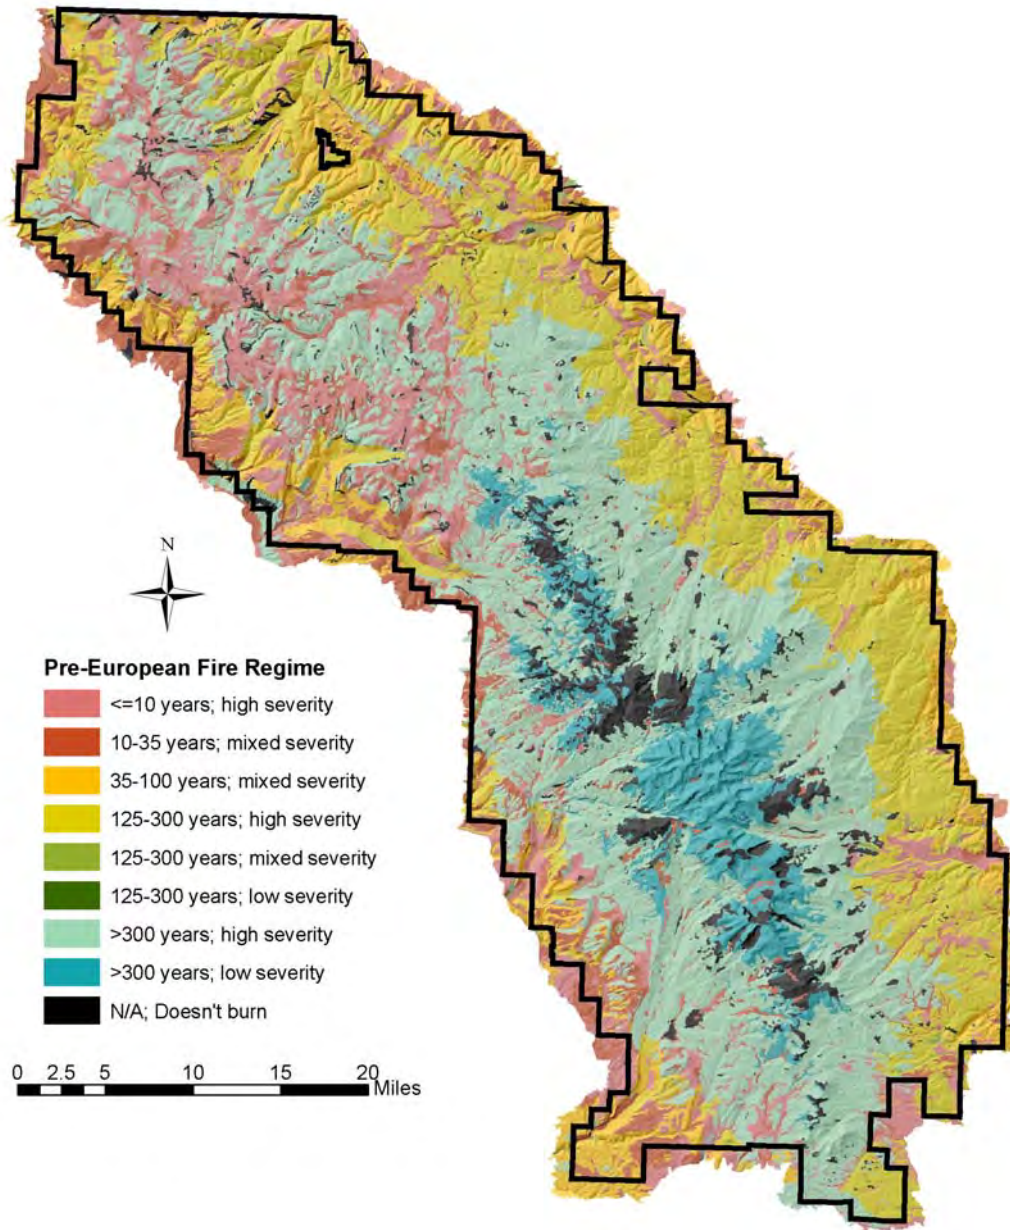 N
Pre-European Fire Regime
<=10 years; high severity
10-35 years; mixed severity
35-100 years; mixed severity
125-300 years; high severity
125-300 years; mixed severity
125-300 years; low severity
>300 years; high severity
>300 years; low severity
N/A; Doesn't burn
0 2.5 5 10 15 20
Miles